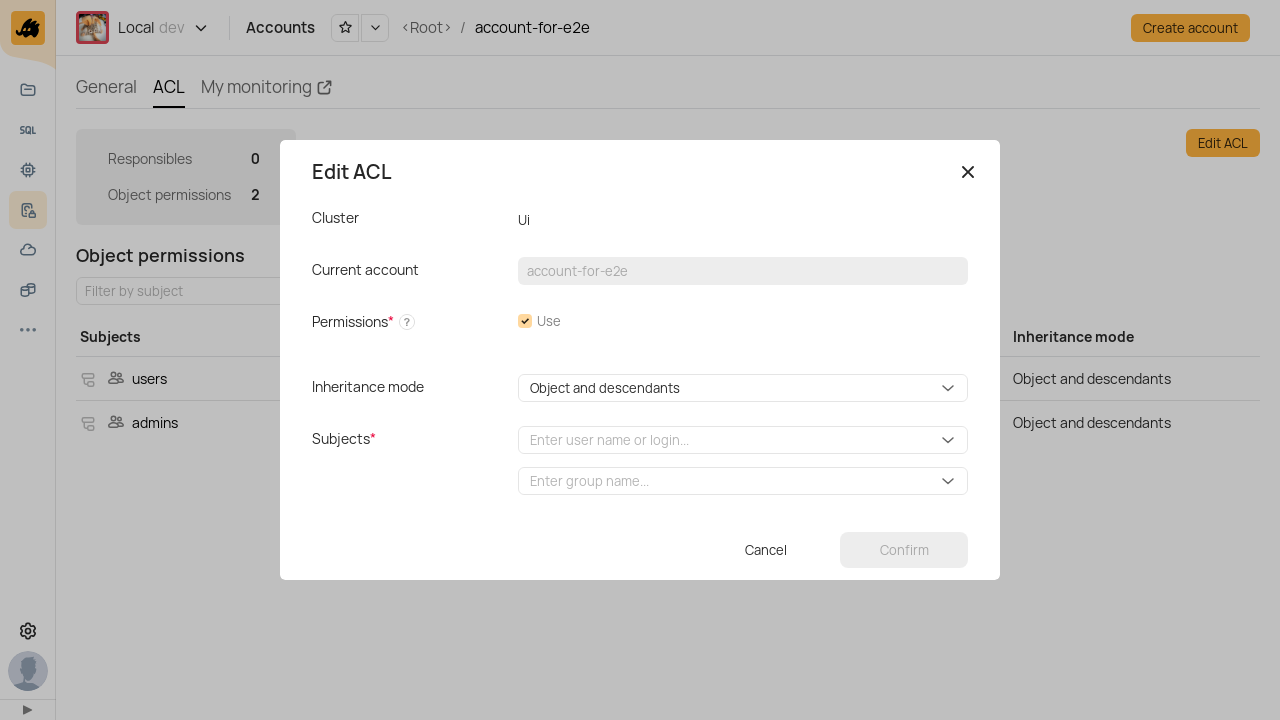 Local dev
Accounts
<Root> / account-for-e2e
Create account
General
ACL
My monitoring
SQL
Responsibles 0
Object permissions 2
Edit ACL
Object permissions
Filter by subject
Subjects
Inheritance mode
users
Object and descendants
admins
Object and descendants
Edit ACL
Cluster
Ui
Current account
account-for-e2e
Permissions* ?
Use
Inheritance mode
Object and descendants
Subjects*
Enter user name or login...
Enter group name...
Cancel
Confirm